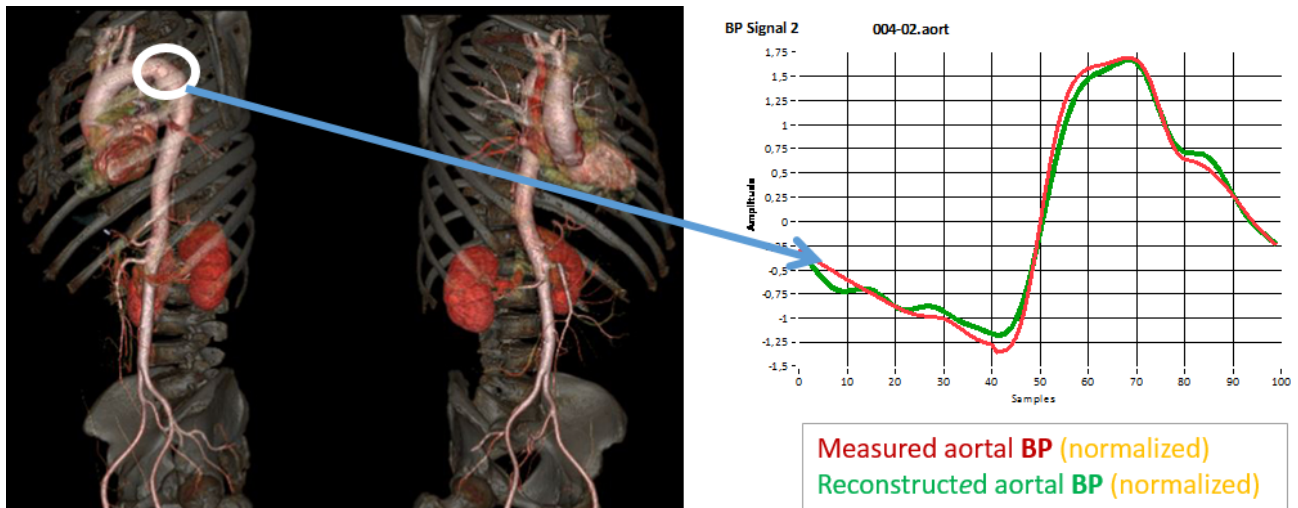 BP Signal 2 004-02.aort
1,75
1,5
1,25
1
0,75
0,5
0,25
0
-0,5
-0,75
-1
-1,25
-1,5
Amplitude
0 10 20 30 40 50 60 70 80 90 100
Samples
Measured aortal BP (normalized)
Reconstructed aortal BP (normalized)